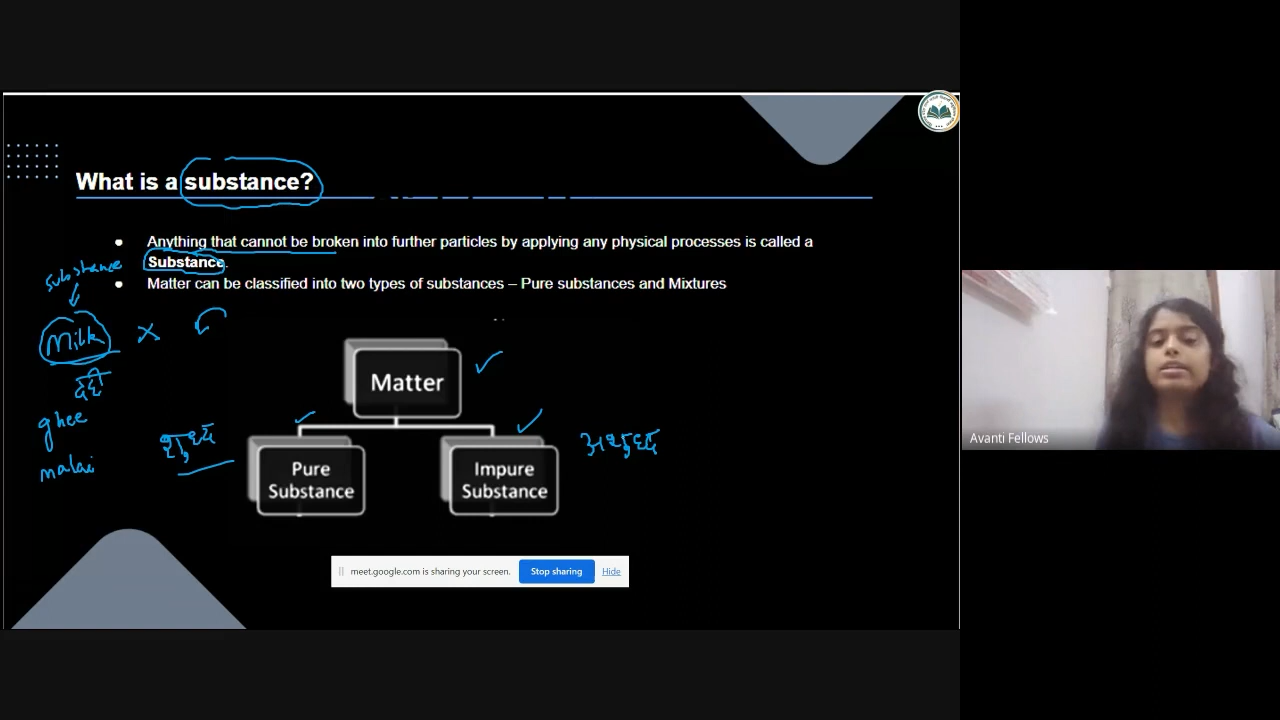 What is a substance?
Anything that cannot be broken into further particles by applying any physical processes is called a
Substance.
Matter can be classified into two types of substances – Pure substances and Mixtures
substance
Milk x
ghee
malai
Matter
शुद्ध
Pure
Substance
Impure
Substance
अशुद्ध
meet.google.com is sharing your screen. Stop sharing Hide
Avanti Fellows